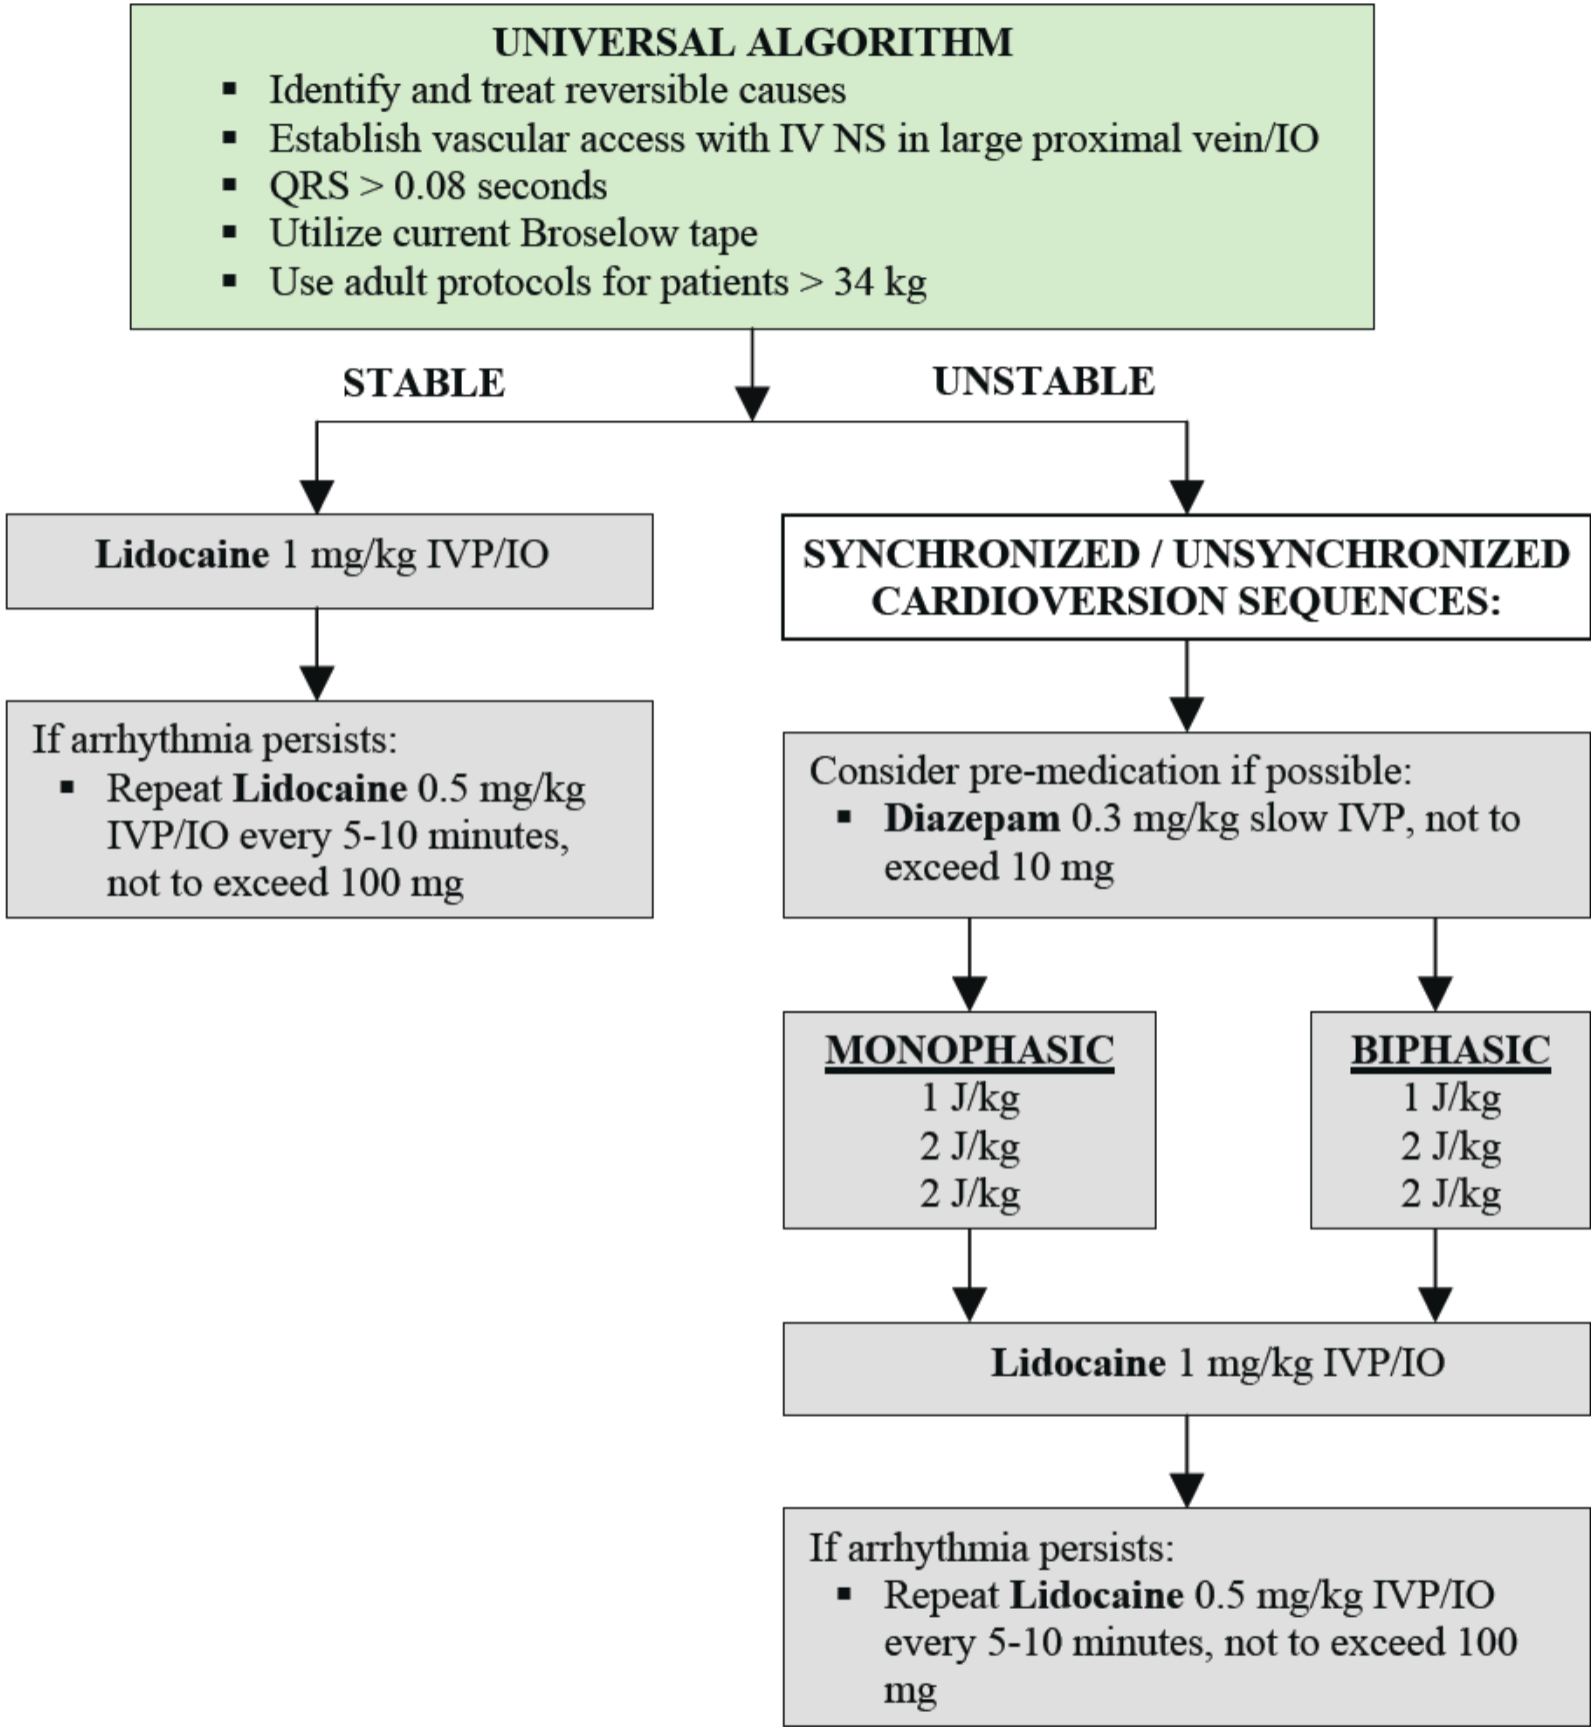 UNIVERSAL ALGORITHM
▪ Identify and treat reversible causes
▪ Establish vascular access with IV NS in large proximal vein/IO
▪ QRS > 0.08 seconds
▪ Utilize current Broselow tape
▪ Use adult protocols for patients > 34 kg
STABLE
UNSTABLE
Lidocaine 1 mg/kg IVP/IO
If arrhythmia persists:
▪ Repeat Lidocaine 0.5 mg/kg
IVP/IO every 5-10 minutes,
not to exceed 100 mg
SYNCHRONIZED / UNSYNCHRONIZED
CARDIOVERSION SEQUENCES:
Consider pre-medication if possible:
▪ Diazepam 0.3 mg/kg slow IVP, not to
exceed 10 mg
MONOPHASIC
1 J/kg
2 J/kg
2 J/kg
BIPHASIC
1 J/kg
2 J/kg
2 J/kg
Lidocaine 1 mg/kg IVP/IO
If arrhythmia persists:
▪ Repeat Lidocaine 0.5 mg/kg IVP/IO
every 5-10 minutes, not to exceed 100
mg